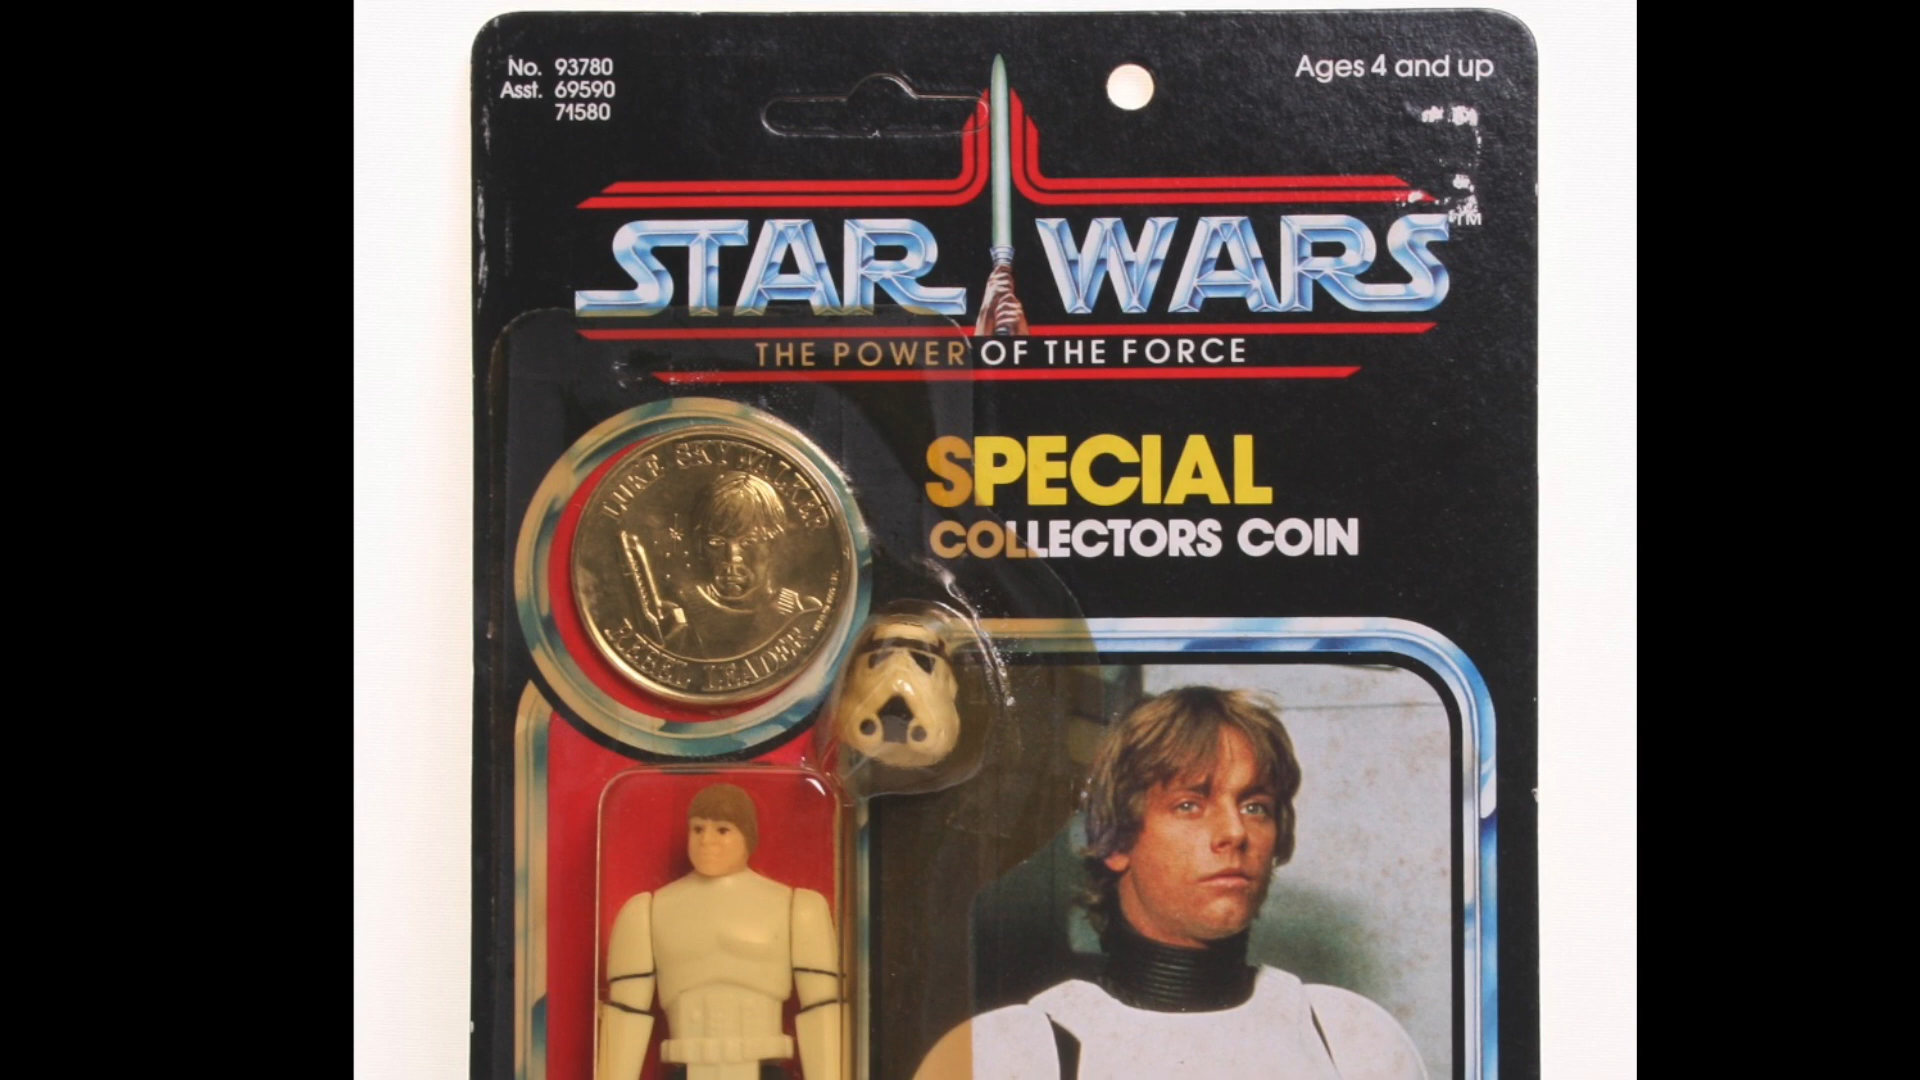 No. 93780
Asst. 69590
71580
Ages 4 and up
STAR WARS™
THE POWER OF THE FORCE
SPECIAL
COLLECTORS COIN
LUKE SKYWALKER
REBEL LEADER